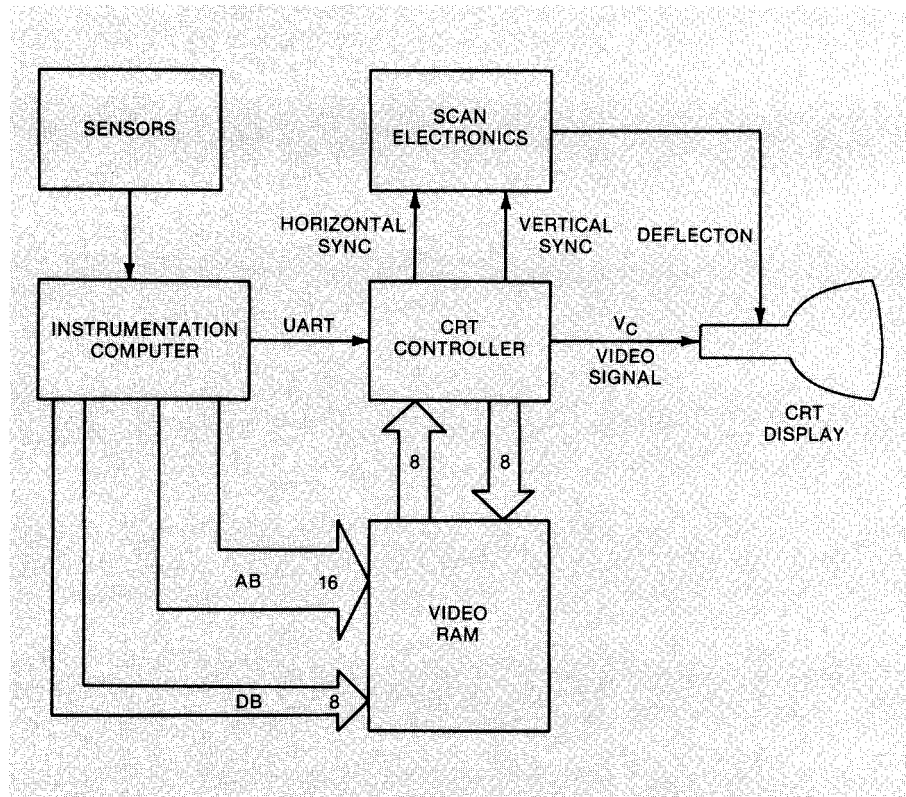 SENSORS
SCAN
ELECTRONICS
HORIZONTAL
SYNC
VERTICAL
SYNC
DEFLECTON
INSTRUMENTATION
COMPUTER
UART
CRT
CONTROLLER
VC
VIDEO
SIGNAL
CRT
DISPLAY
8
8
AB 16
VIDEO
RAM
DB 8